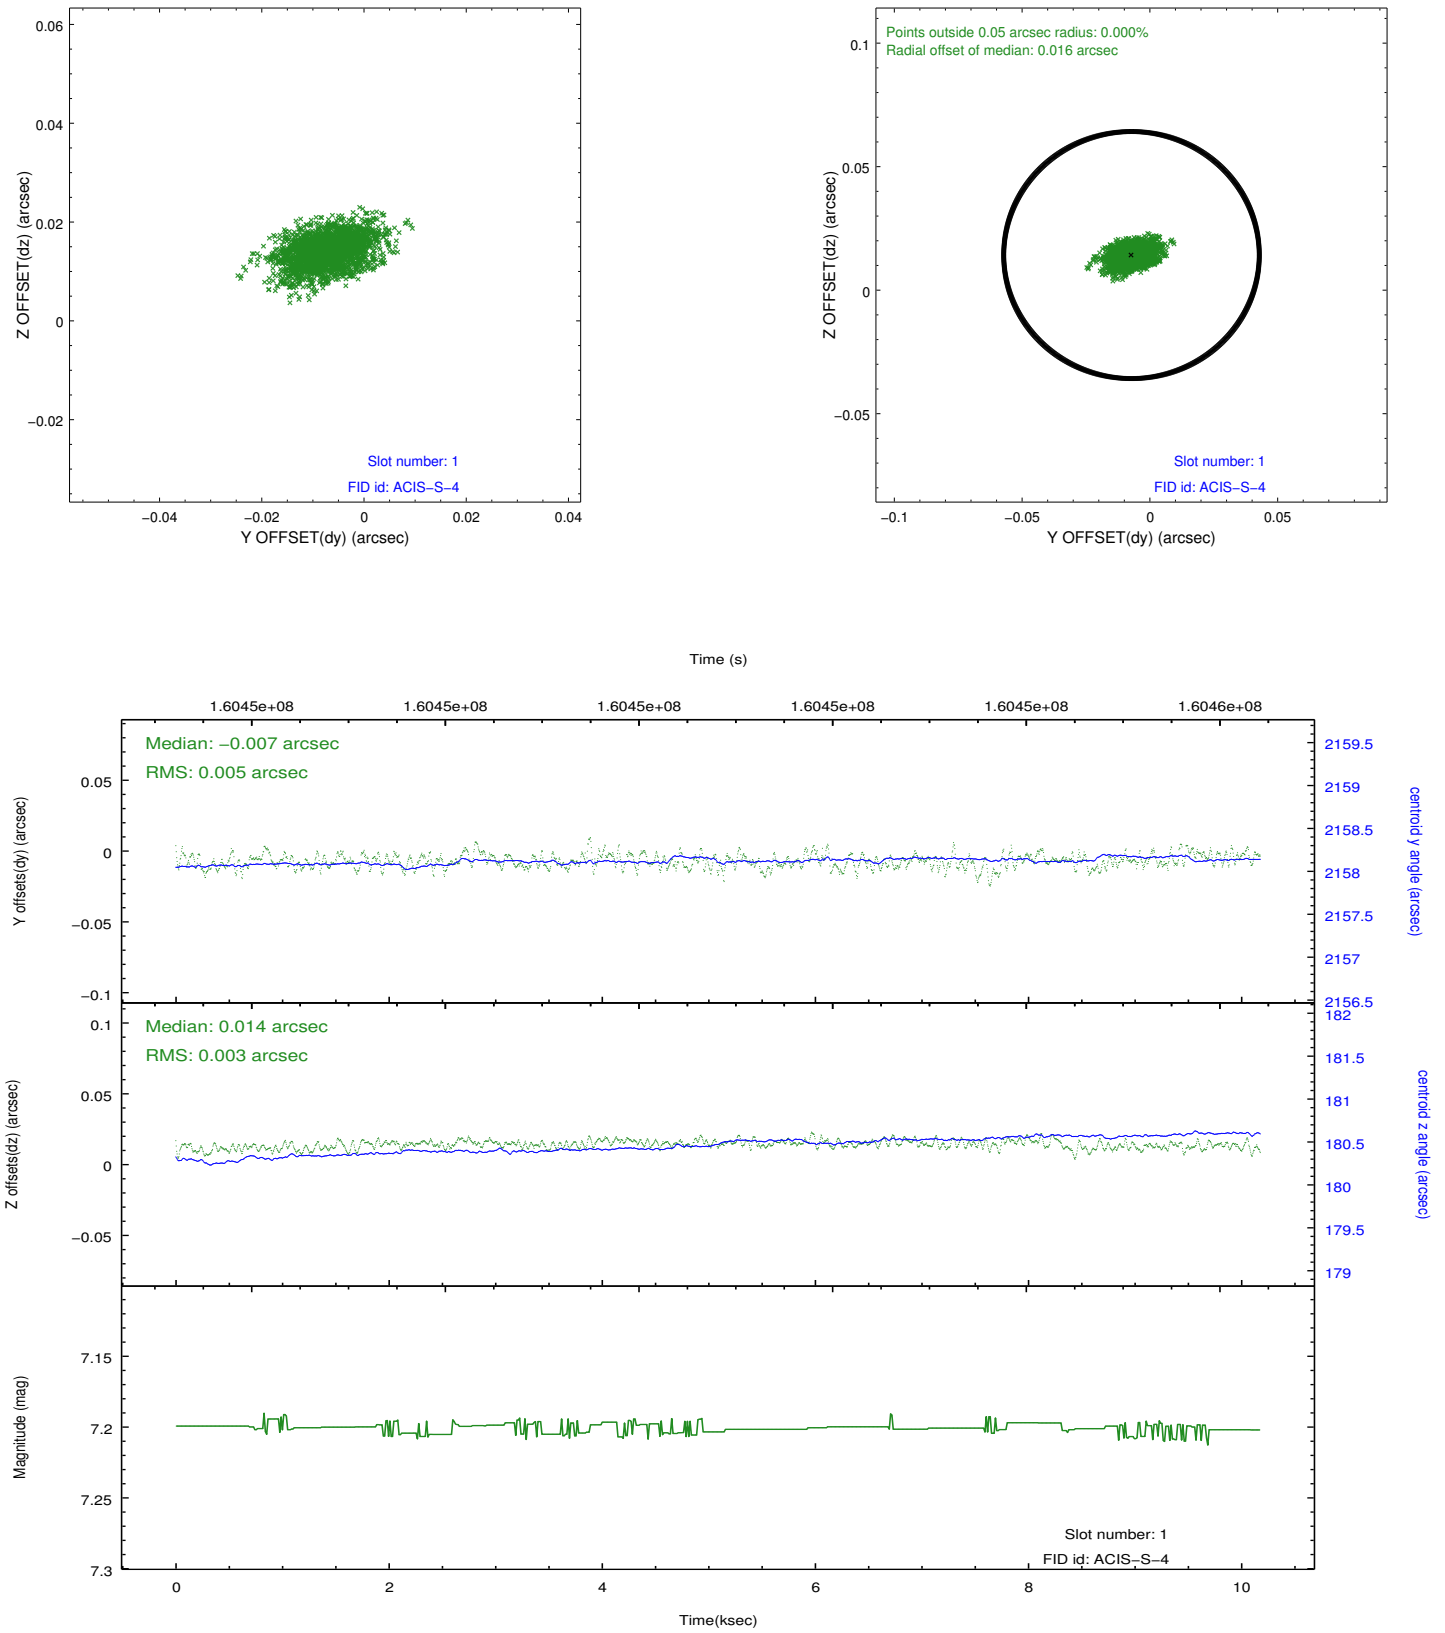 0.06
0.04
0.02
0
−0.02
Z OFFSET(dz) (arcsec)
Slot number: 1
FID id: ACIS−S−4
−0.04
−0.02
0
0.02
0.04
Y OFFSET(dy) (arcsec)
Points outside 0.05 arcsec radius: 0.000%
Radial offset of median: 0.016 arcsec
0.1
0.05
0
−0.05
Z OFFSET(dz) (arcsec)
Slot number: 1
FID id: ACIS−S−4
−0.1
−0.05
0
0.05
Y OFFSET(dy) (arcsec)
Time (s)
1.6045e+08
1.6045e+08
1.6045e+08
1.6045e+08
1.6045e+08
1.6046e+08
Median: −0.007 arcsec
RMS: 0.005 arcsec
0.05
0
−0.05
−0.1
Y offsets(dy) (arcsec)
2159.5
2159
2158.5
2158
2157.5
2157
2156.5
centroid y angle (arcsec)
Median: 0.014 arcsec
RMS: 0.003 arcsec
0.1
0.05
0
−0.05
Z offsets(dz) (arcsec)
182
181.5
181
180.5
180
179.5
179
centroid z angle (arcsec)
7.15
7.2
7.25
7.3
Magnitude (mag)
Slot number: 1
FID id: ACIS−S−4
0
2
4
6
8
10
Time(ksec)